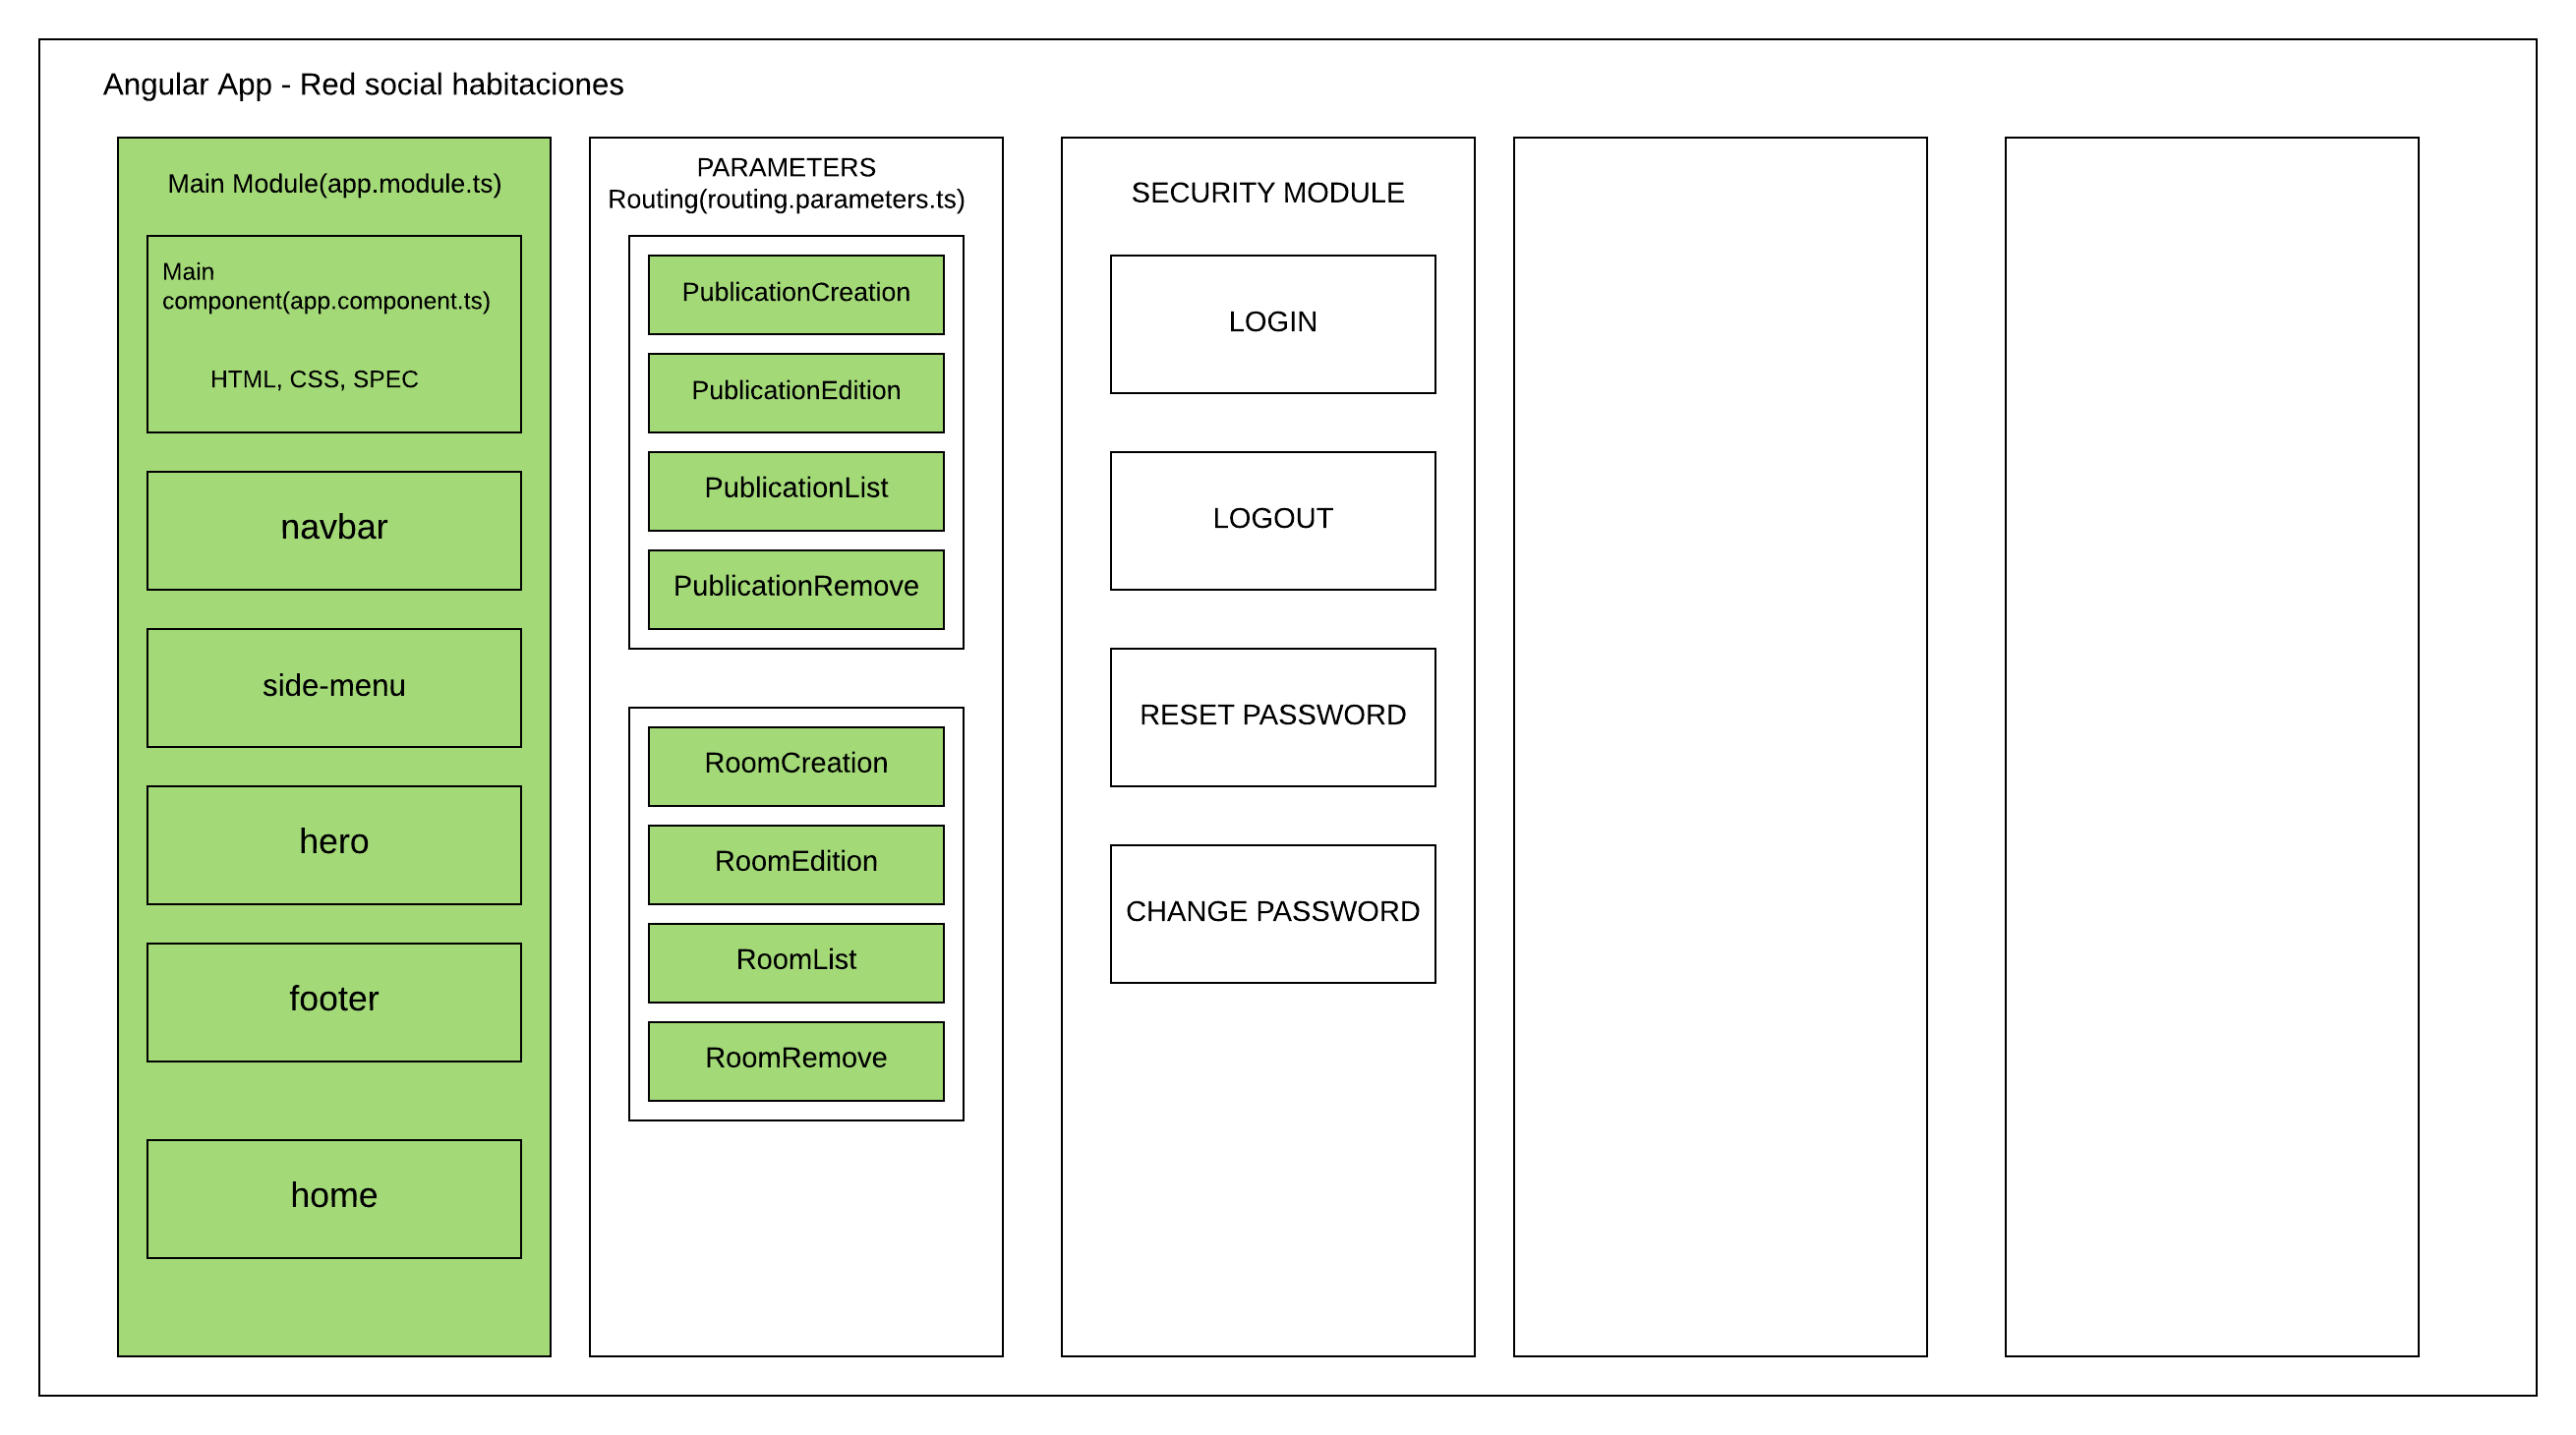 Angular App - Red social habitaciones
Main Module(app.module.ts)
Main
component(app.component.ts)
HTML, CSS, SPEC
navbar
side-menu
hero
footer
home
PARAMETERS
Routing(routing.parameters.ts)
PublicationCreation
PublicationEdition
PublicationList
PublicationRemove
RoomCreation
RoomEdition
RoomList
RoomRemove
SECURITY MODULE
LOGIN
LOGOUT
RESET PASSWORD
CHANGE PASSWORD